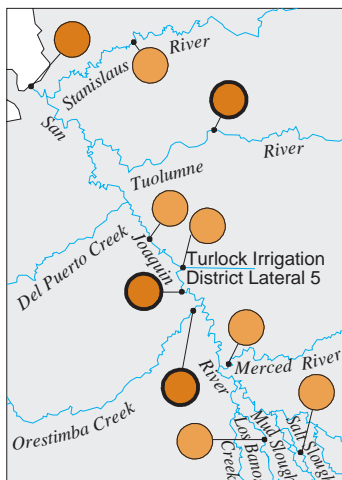 Stanislaus River
San Joaquin River
Tuolumne River
Del Puerto Creek
Turlock Irrigation
District Lateral 5
Merced River
Orestimba Creek
Los Banos
Creek
Mud Slough
Salt Slough